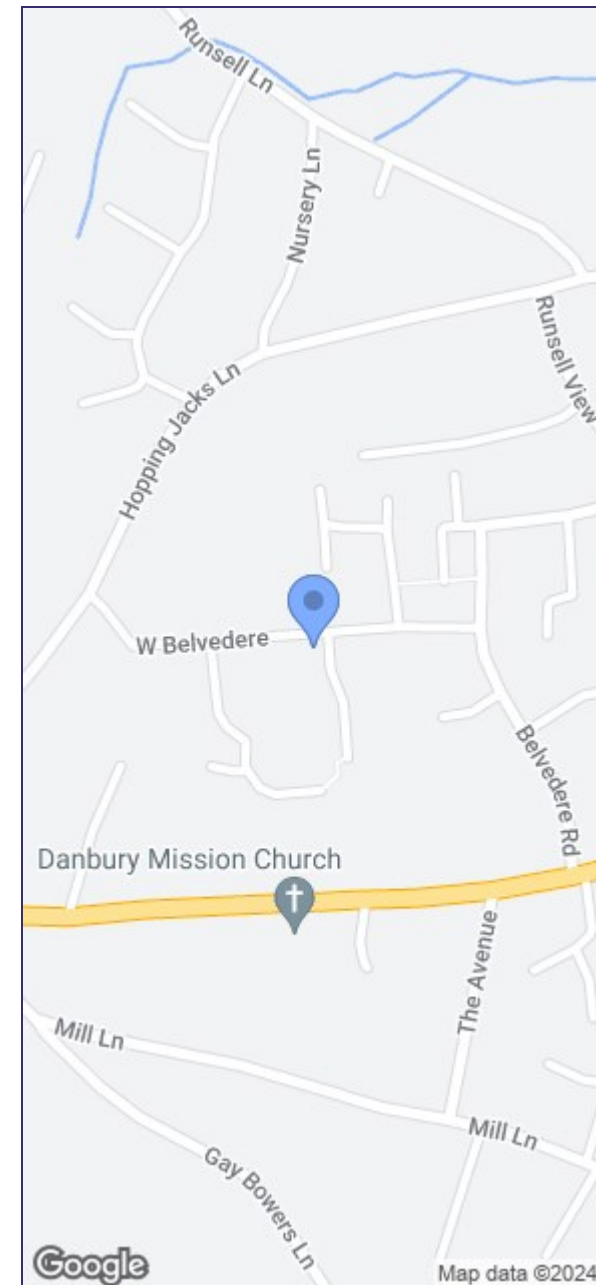 Runsell Ln
Nursery Ln
Runsell View
Hopping Jacks Ln
W Belvedere
Belvedere Rd
Danbury Mission Church
The Avenue
Mill Ln
Mill Ln
Gay Bowers Ln
Google
Map data ©2024